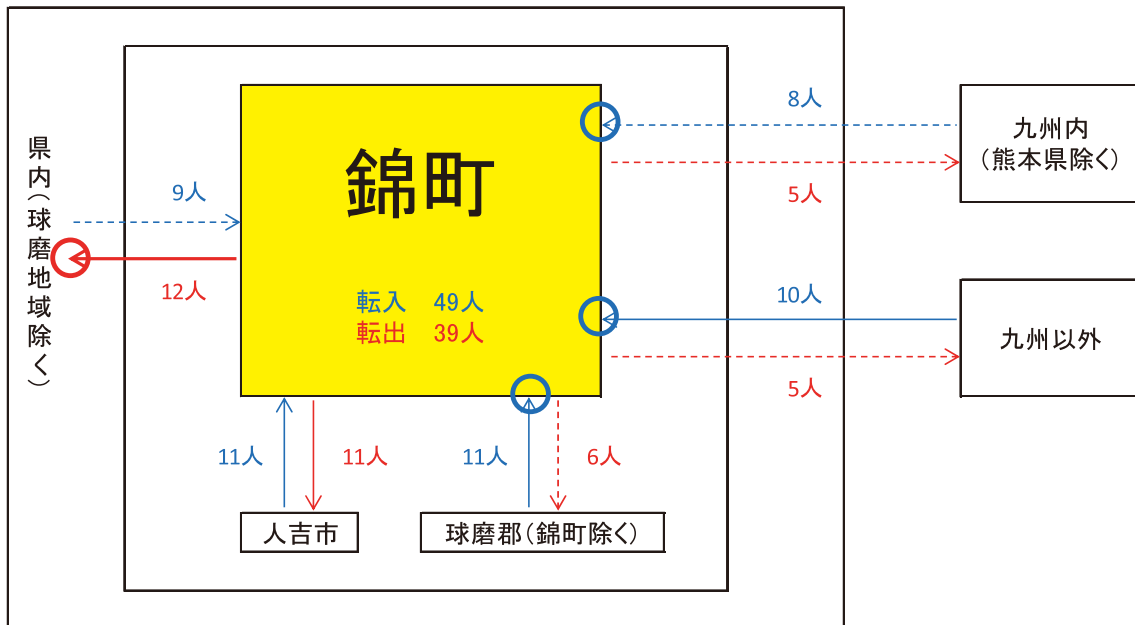 県内(球磨地域除く)
9人
12人
錦町
転入 49人
転出 39人
8人
5人
九州内
(熊本県除く)
10人
5人
九州以外
11人
11人
人吉市
11人
6人
球磨郡(錦町除く)